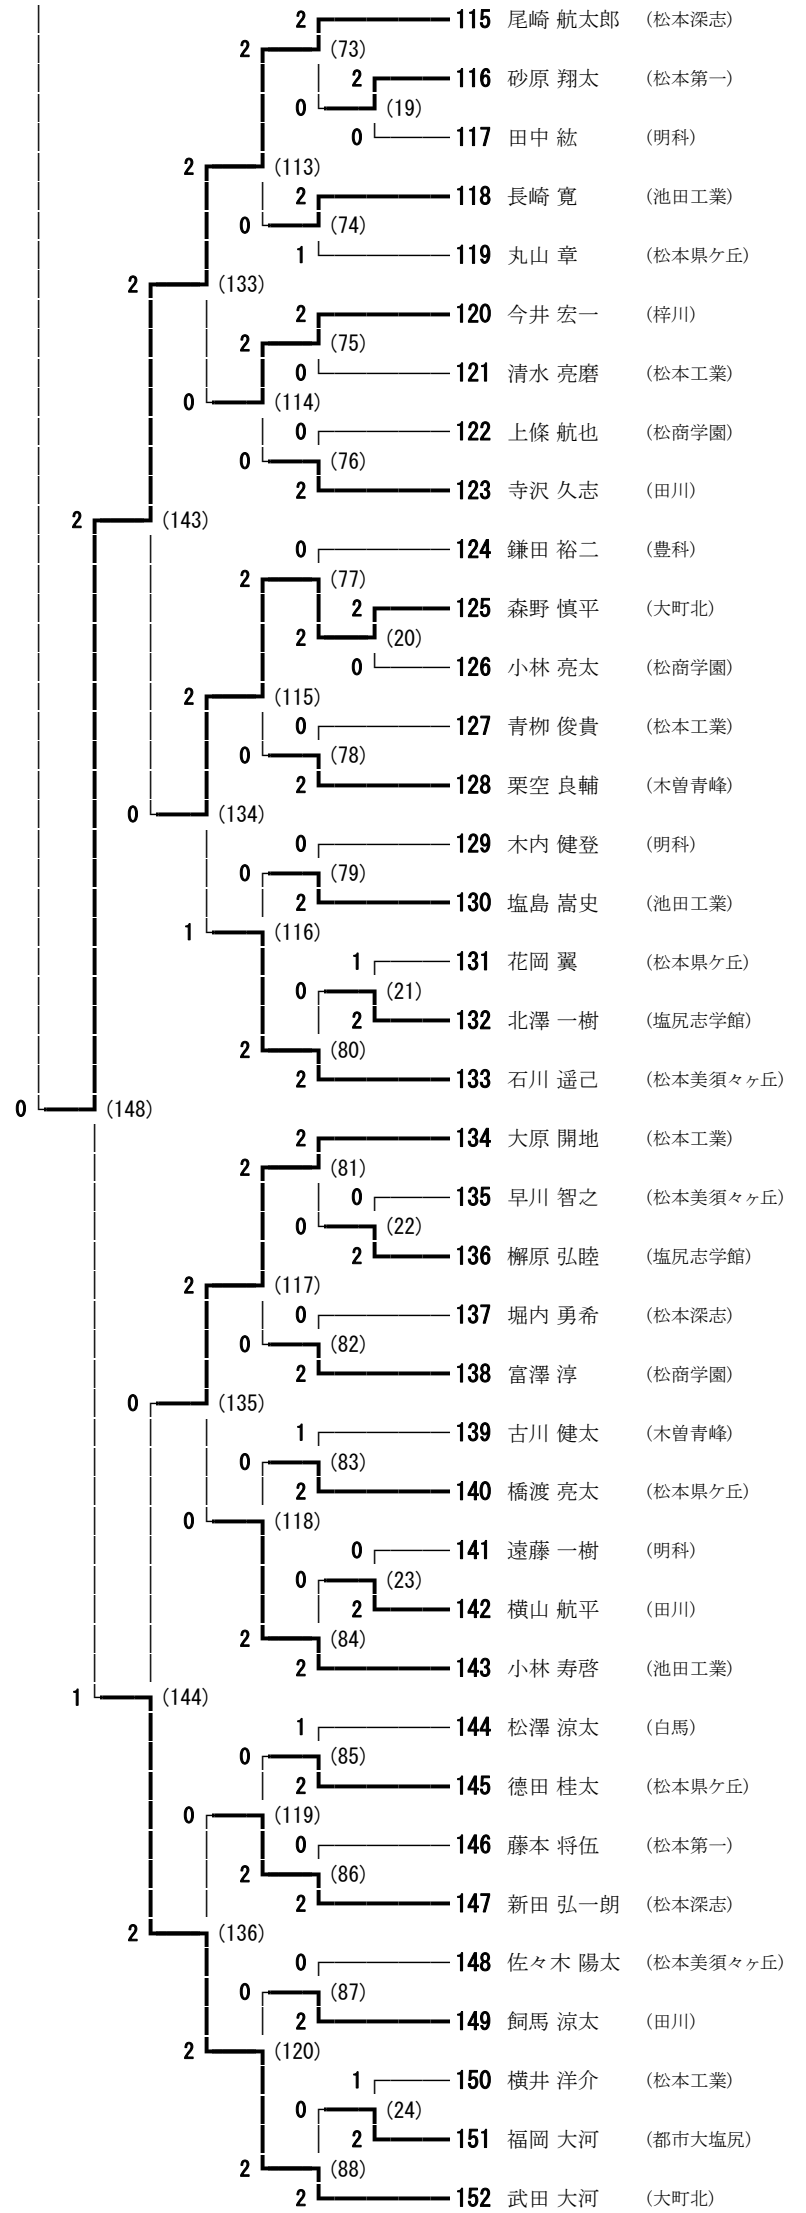 2 115 尾崎 航太郎 (松本深志)
2 (73)
2 116 砂原 翔太 (松本第一)
0 (19)
0 117 田中 紘 (明科)
2 (113)
2 118 長崎 寛 (池田工業)
0 (74)
1 119 丸山 章 (松本県ケ丘)
2 (133)
2 120 今井 宏一 (梓川)
2 (75)
0 121 清水 亮磨 (松本工業)
0 (114)
0 122 上條 航也 (松商学園)
0 (76)
2 123 寺沢 久志 (田川)
2 (143)
0 124 鎌田 裕二 (豊科)
2 (77)
2 125 森野 慎平 (大町北)
2 (20)
0 126 小林 亮太 (松商学園)
2 (115)
0 127 青栁 俊貴 (松本工業)
0 (78)
2 128 栗空 良輔 (木曽青峰)
0 (134)
0 129 木内 健登 (明科)
0 (79)
2 130 塩島 嵩史 (池田工業)
1 (116)
1 131 花岡 翼 (松本県ケ丘)
0 (21)
2 132 北澤 一樹 (塩尻志学館)
2 (80)
2 133 石川 遥己 (松本美須々ヶ丘)
0 (148)
2 134 大原 開地 (松本工業)
2 (81)
0 135 早川 智之 (松本美須々ヶ丘)
0 (22)
2 136 檞原 弘睦 (塩尻志学館)
2 (117)
0 137 堀内 勇希 (松本深志)
0 (82)
2 138 富澤 淳 (松商学園)
0 (135)
1 139 古川 健太 (木曽青峰)
0 (83)
2 140 橋渡 亮太 (松本県ケ丘)
0 (118)
0 141 遠藤 一樹 (明科)
0 (23)
2 142 横山 航平 (田川)
2 (84)
2 143 小林 寿啓 (池田工業)
1 (144)
1 144 松澤 涼太 (白馬)
0 (85)
2 145 德田 桂太 (松本県ケ丘)
0 (119)
0 146 藤本 将伍 (松本第一)
2 (86)
2 147 新田 弘一朗 (松本深志)
2 (136)
0 148 佐々木 陽太 (松本美須々ヶ丘)
0 (87)
2 149 飼馬 涼太 (田川)
2 (120)
1 150 横井 洋介 (松本工業)
0 (24)
2 151 福岡 大河 (都市大塩尻)
2 (88)
2 152 武田 大河 (大町北)